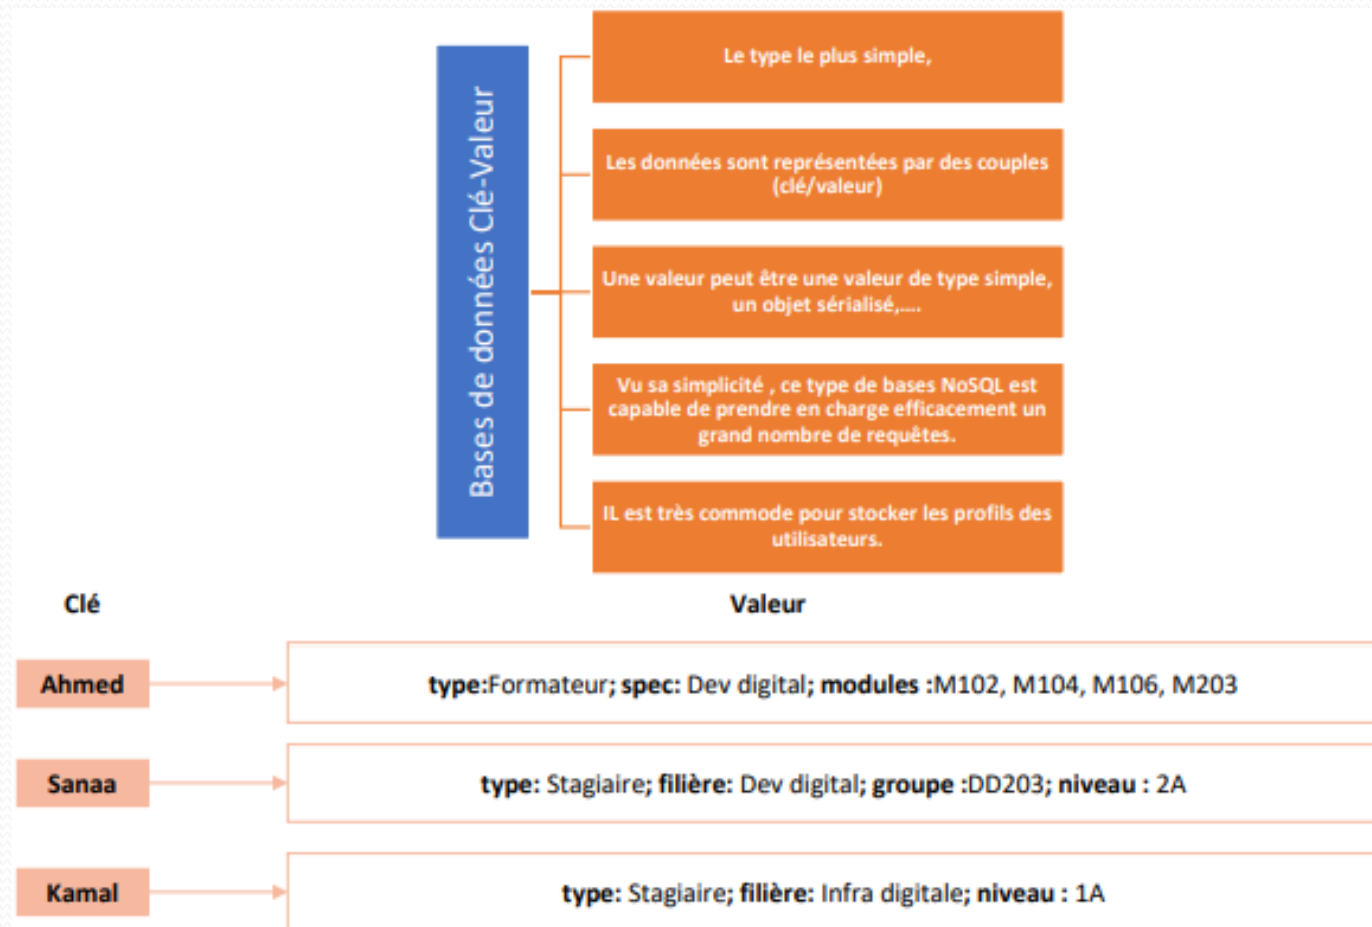 Bases de données Clé-Valeur
Le type le plus simple,
Les données sont représentées par des couples
(clé/valeur)
Une valeur peut être une valeur de type simple,
un objet sérialisé,....
Vu sa simplicité , ce type de bases NoSQL est
capable de prendre en charge efficacement un
grand nombre de requêtes.
IL est très commode pour stocker les profils des
utilisateurs.
Clé Valeur
Ahmed type:Formateur; spec: Dev digital; modules :M102, M104, M106, M203
Sanaa type: Stagiaire; filière: Dev digital; groupe :DD203; niveau : 2A
Kamal type: Stagiaire; filière: Infra digitale; niveau : 1A